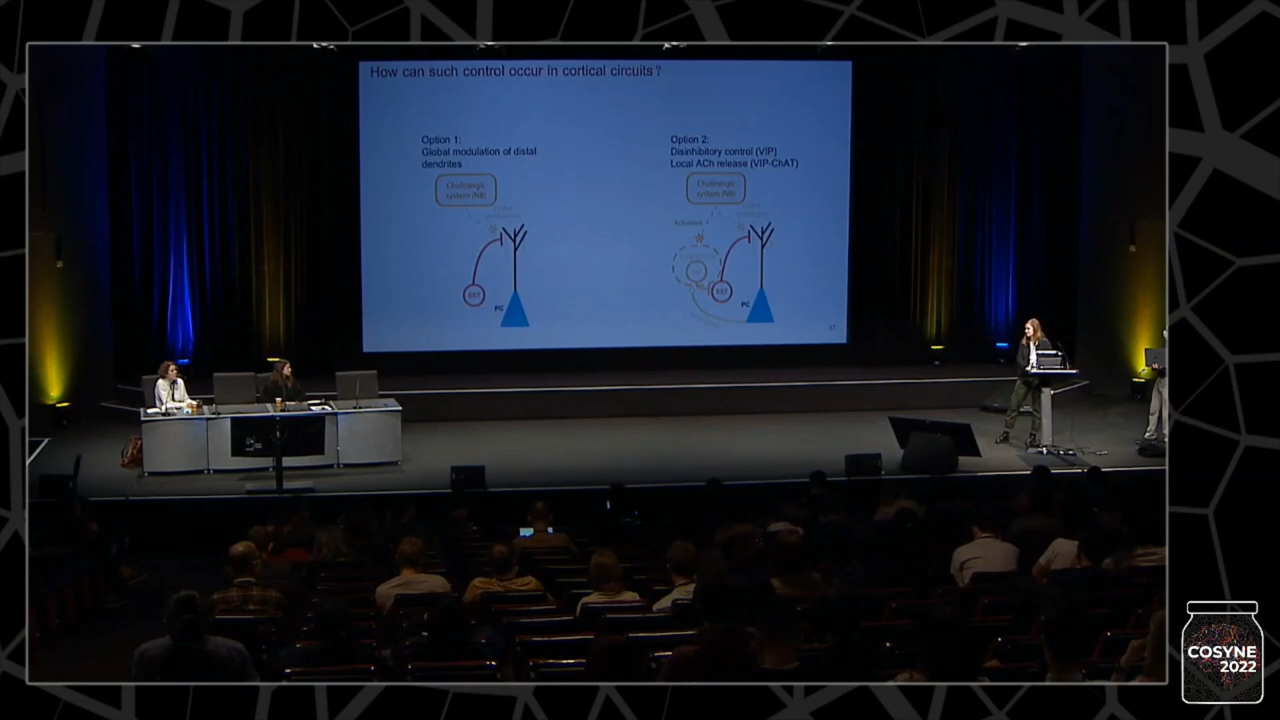 How can such control occur in cortical circuits?
Option 1:
Global modulation of distal
dendrites
Cholinergic
system (NB)
SST
PC
Option 2:
Disinhibitory control (VIP)
Local ACh release (VIP-ChAT)
Cholinergic
system (NB)
SST
PC
37
COSYNE
2022